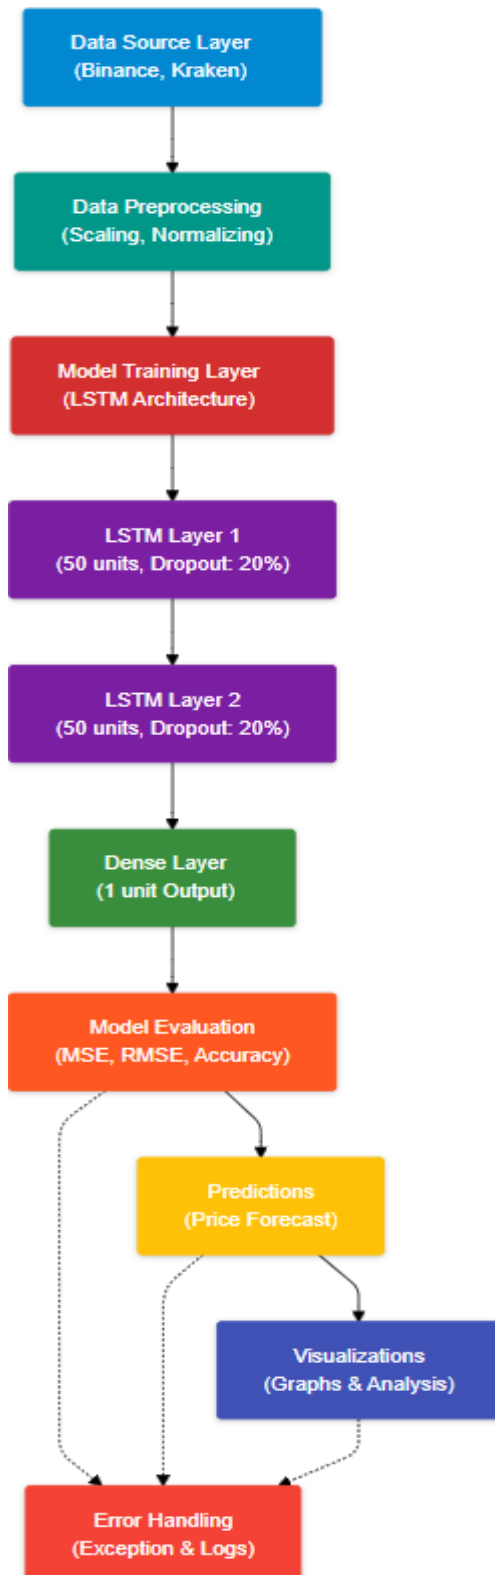 Data Source Layer
(Binance, Kraken)
Data Preprocessing
(Scaling, Normalizing)
Model Training Layer
(LSTM Architecture)
LSTM Layer 1
(50 units, Dropout: 20%)
LSTM Layer 2
(50 units, Dropout: 20%)
Dense Layer
(1 unit Output)
Model Evaluation
(MSE, RMSE, Accuracy)
Predictions
(Price Forecast)
Visualizations
(Graphs & Analysis)
Error Handling
(Exception & Logs)